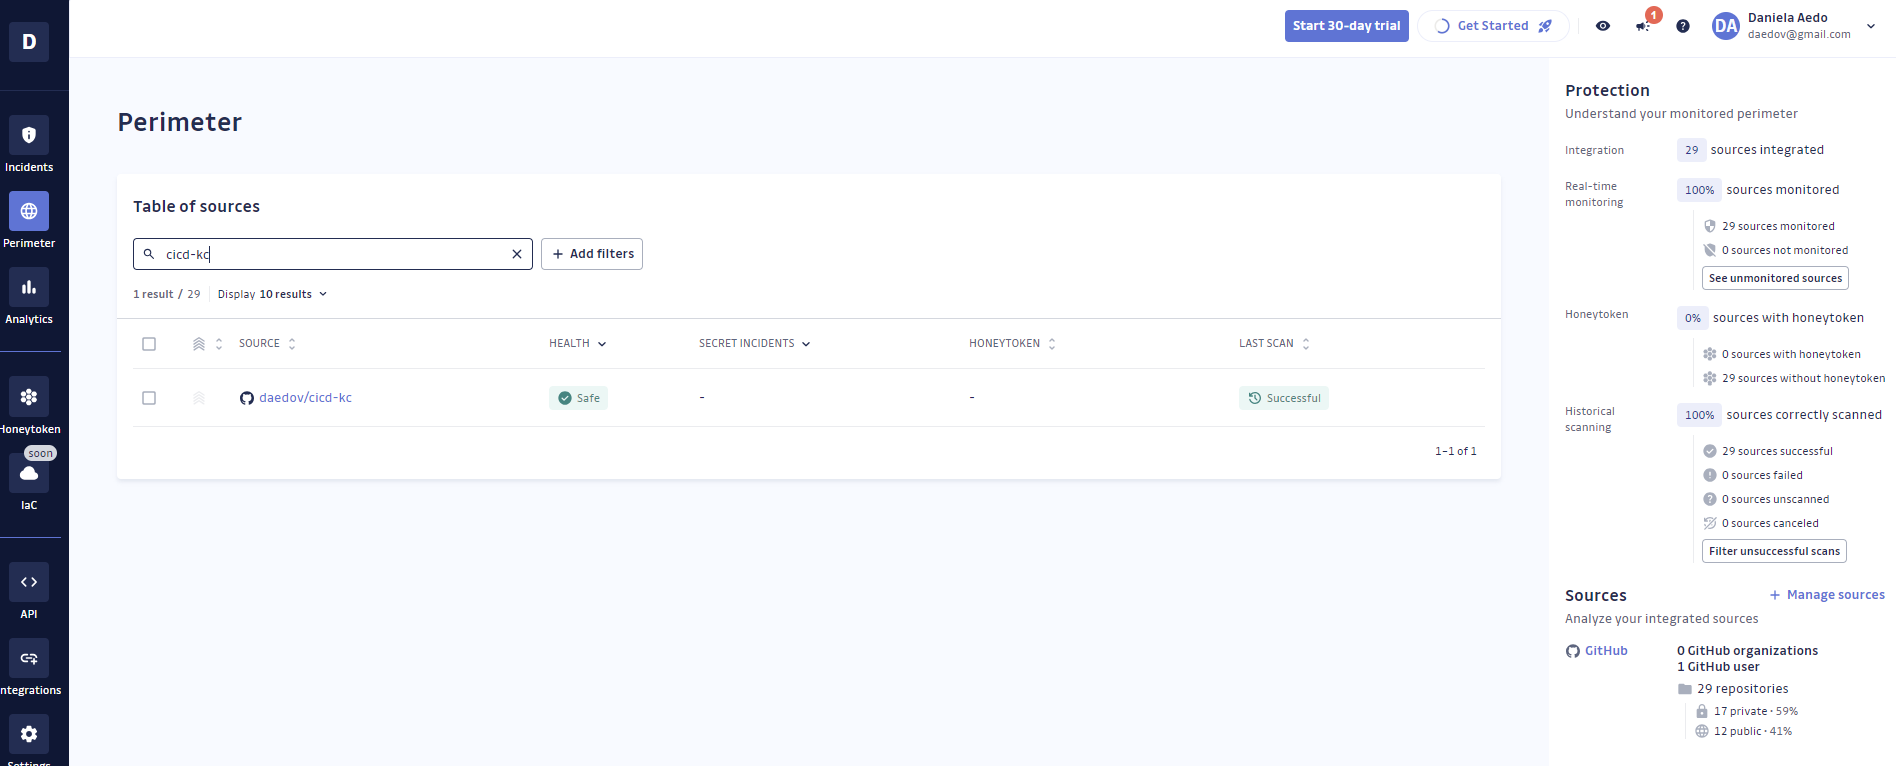 D
Start 30-day trial
Get Started
1
DA
Daniela Aedo
daedov@gmail.com
Incidents
Perimeter
Analytics
Honeytoken
soon
IaC
API
ntegrations
Settings
Perimeter
Table of sources
cicd-kc
Add filters
1 result / 29
Display 10 results
SOURCE
HEALTH
SECRET INCIDENTS
HONEYTOKEN
LAST SCAN
daedov/cicd-kc
Safe
-
-
Successful
1-1 of 1
Protection
Understand your monitored perimeter
Integration
29 sources integrated
Real-time
monitoring
100% sources monitored
29 sources monitored
0 sources not monitored
See unmonitored sources
Honeytoken
0% sources with honeytoken
0 sources with honeytoken
29 sources without honeytoken
Historical
scanning
100% sources correctly scanned
29 sources successful
0 sources failed
0 sources unscanned
0 sources canceled
Filter unsuccessful scans
Sources
+ Manage sources
Analyze your integrated sources
GitHub
0 GitHub organizations
1 GitHub user
29 repositories
17 private · 59%
12 public · 41%